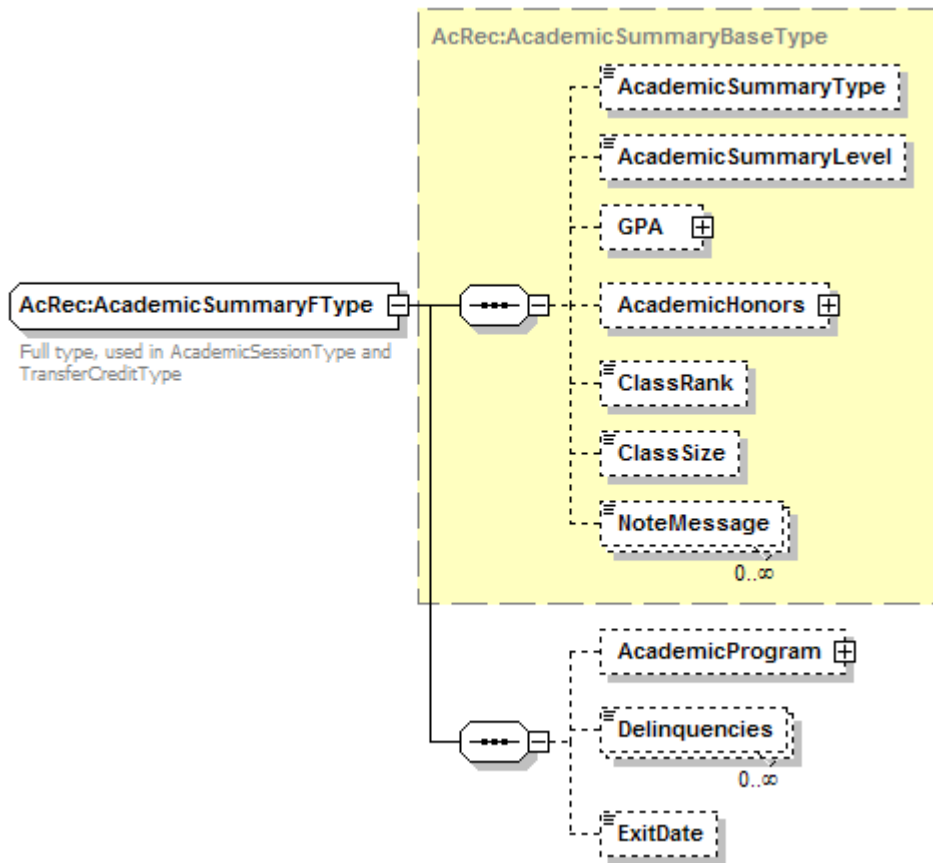 AcRec:AcademicSummaryBaseType
AcademicSummaryType
AcademicSummaryLevel
GPA
AcRec:AcademicSummaryFType
Full type, used in AcademicSessionType and
TransferCreditType
AcademicHonors
ClassRank
ClassSize
NoteMessage
0..∞
AcademicProgram
Delinquencies
0..∞
ExitDate